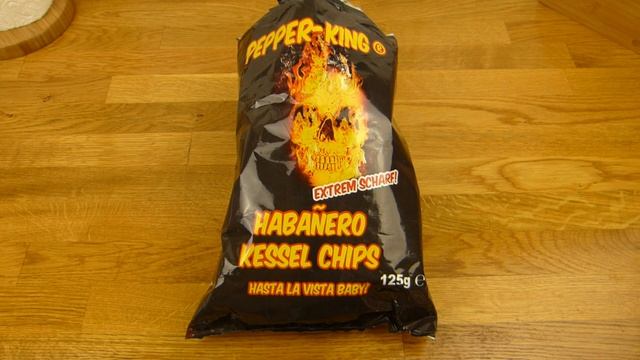 PEPPER-KING ®
EXTREM SCHARF!
HABAÑERO
KESSEL CHIPS
125g ℮
HASTA LA VISTA BABY!